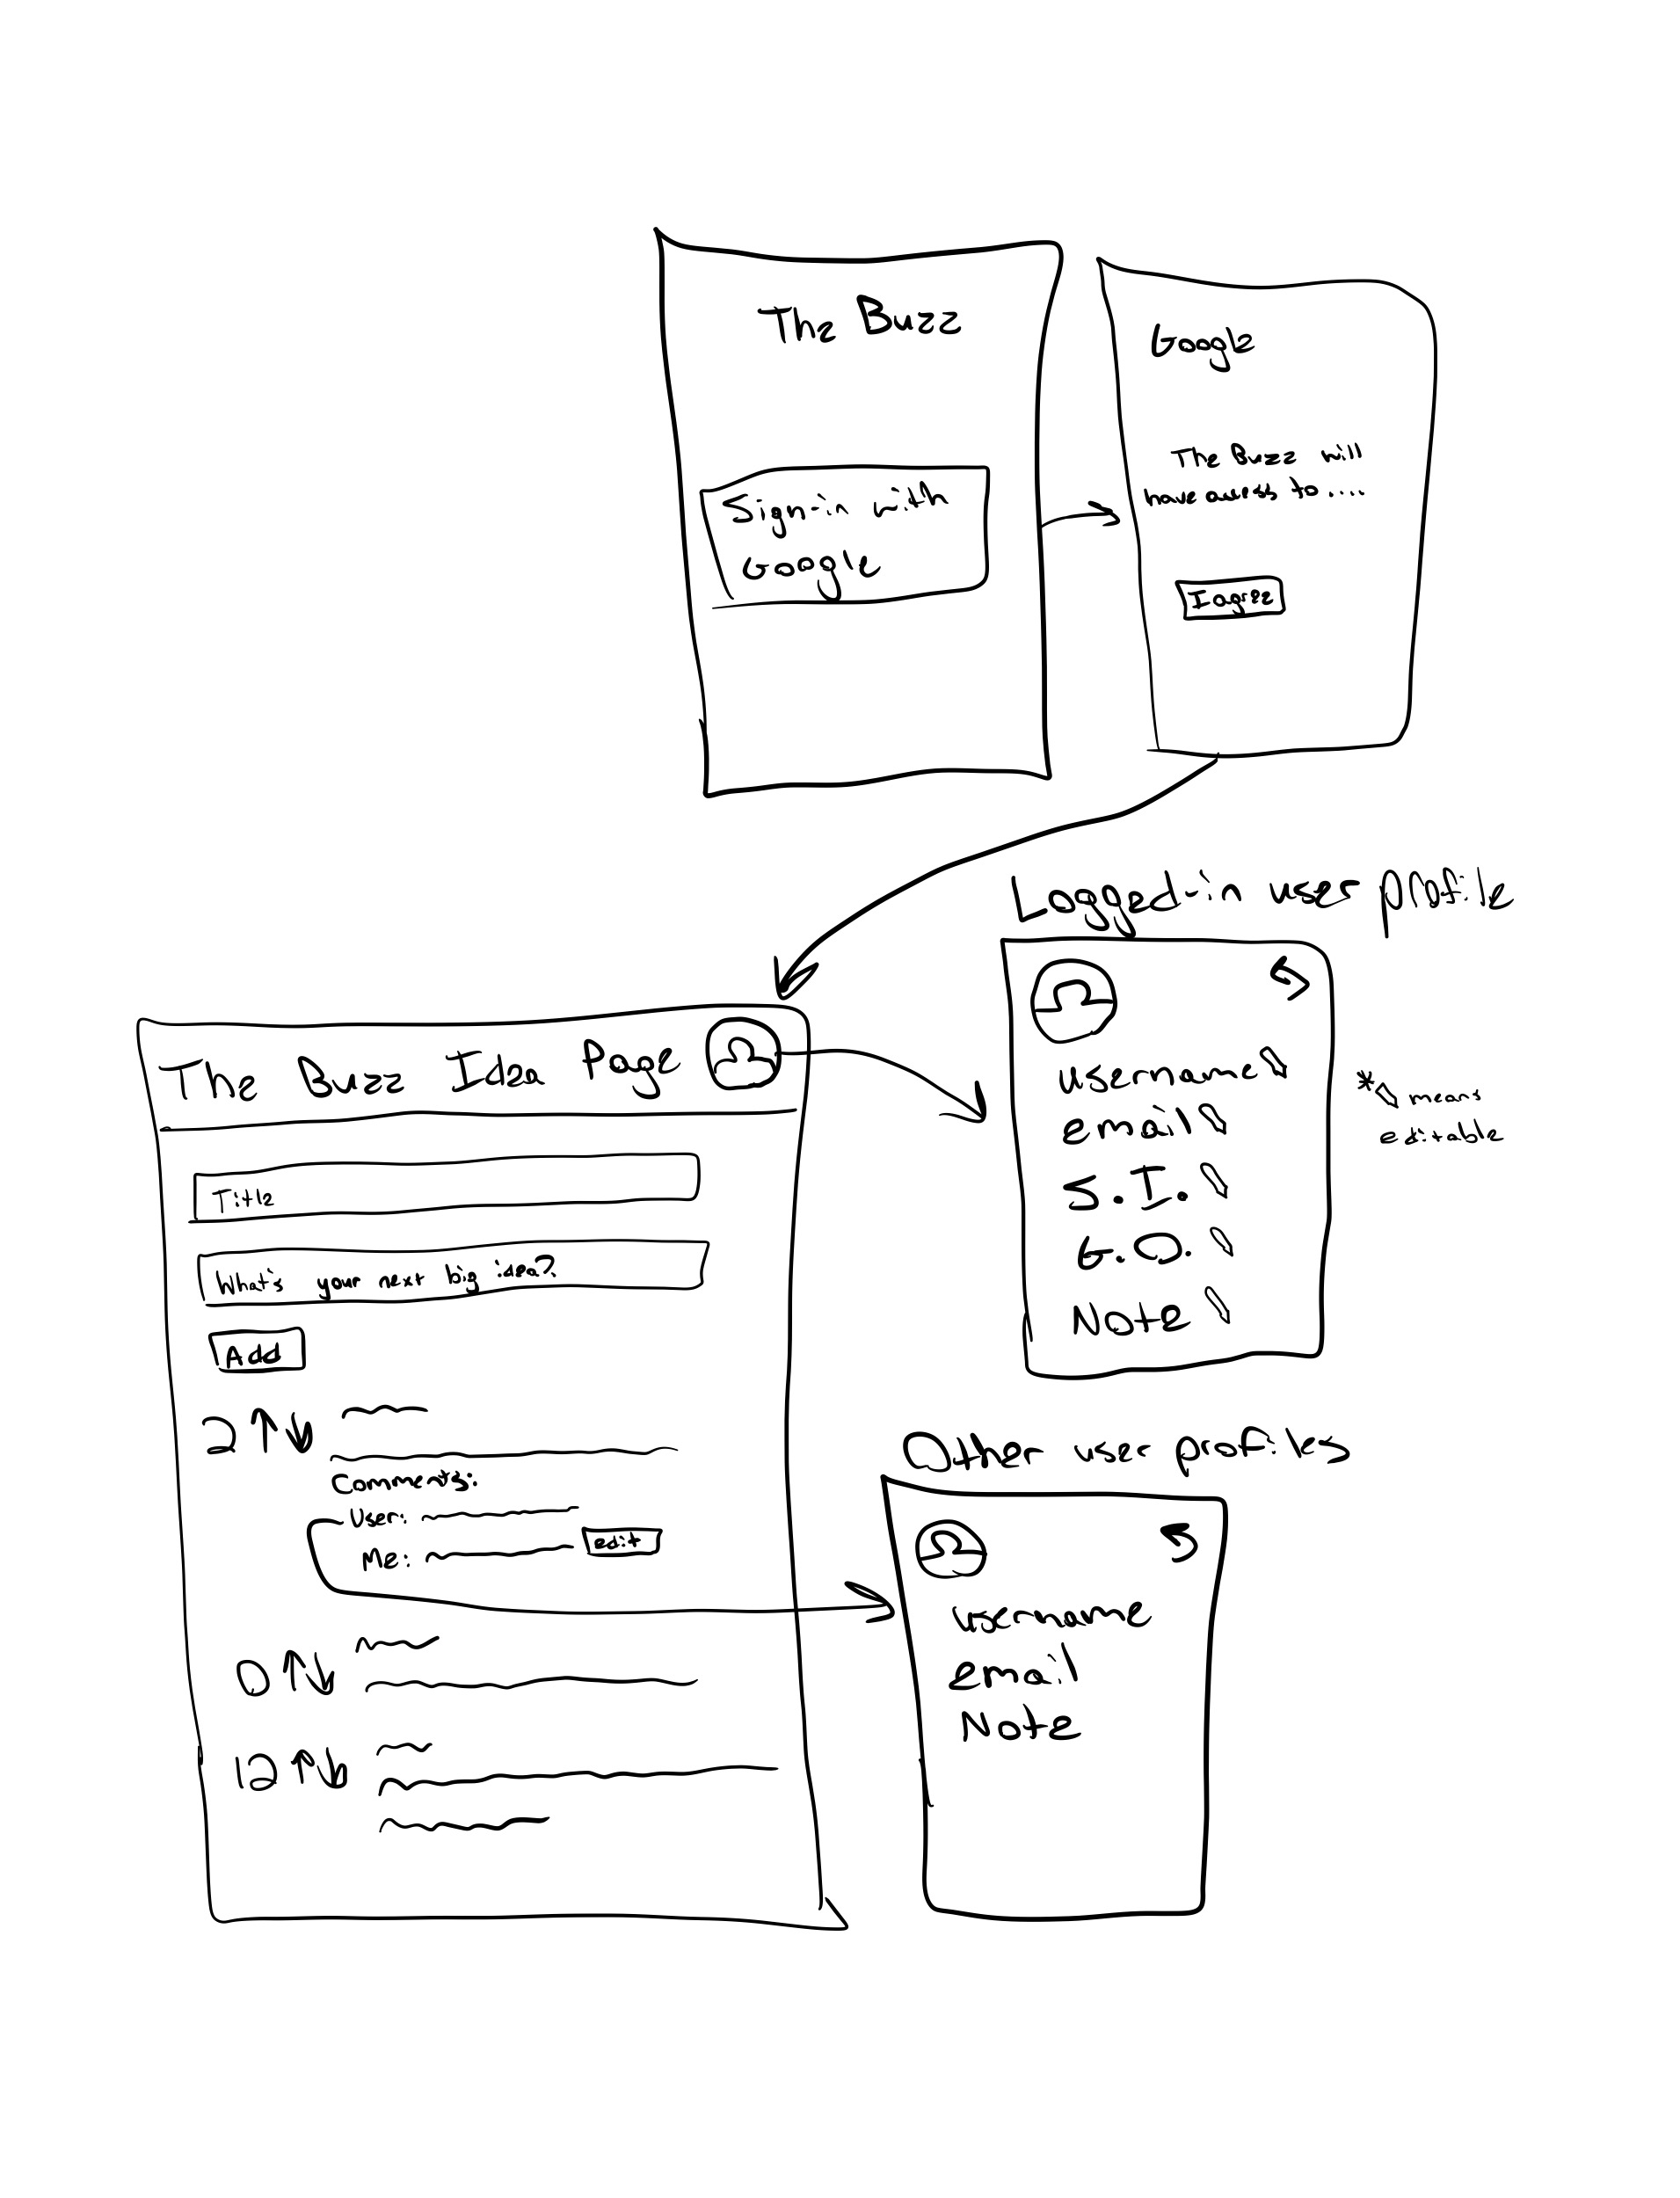 The Buzz
Sign-in with
Google
Google
The Buzz will
have access to ....
I agree
Logged-in user profile
username
email
S.I.
G.O.
Note
* means
editable
The Buzz Idea Page
Title
What's your next big idea?
Add
2
Comments:
User:
Me:
edit
0
12
Other user profiles
username
email
Note